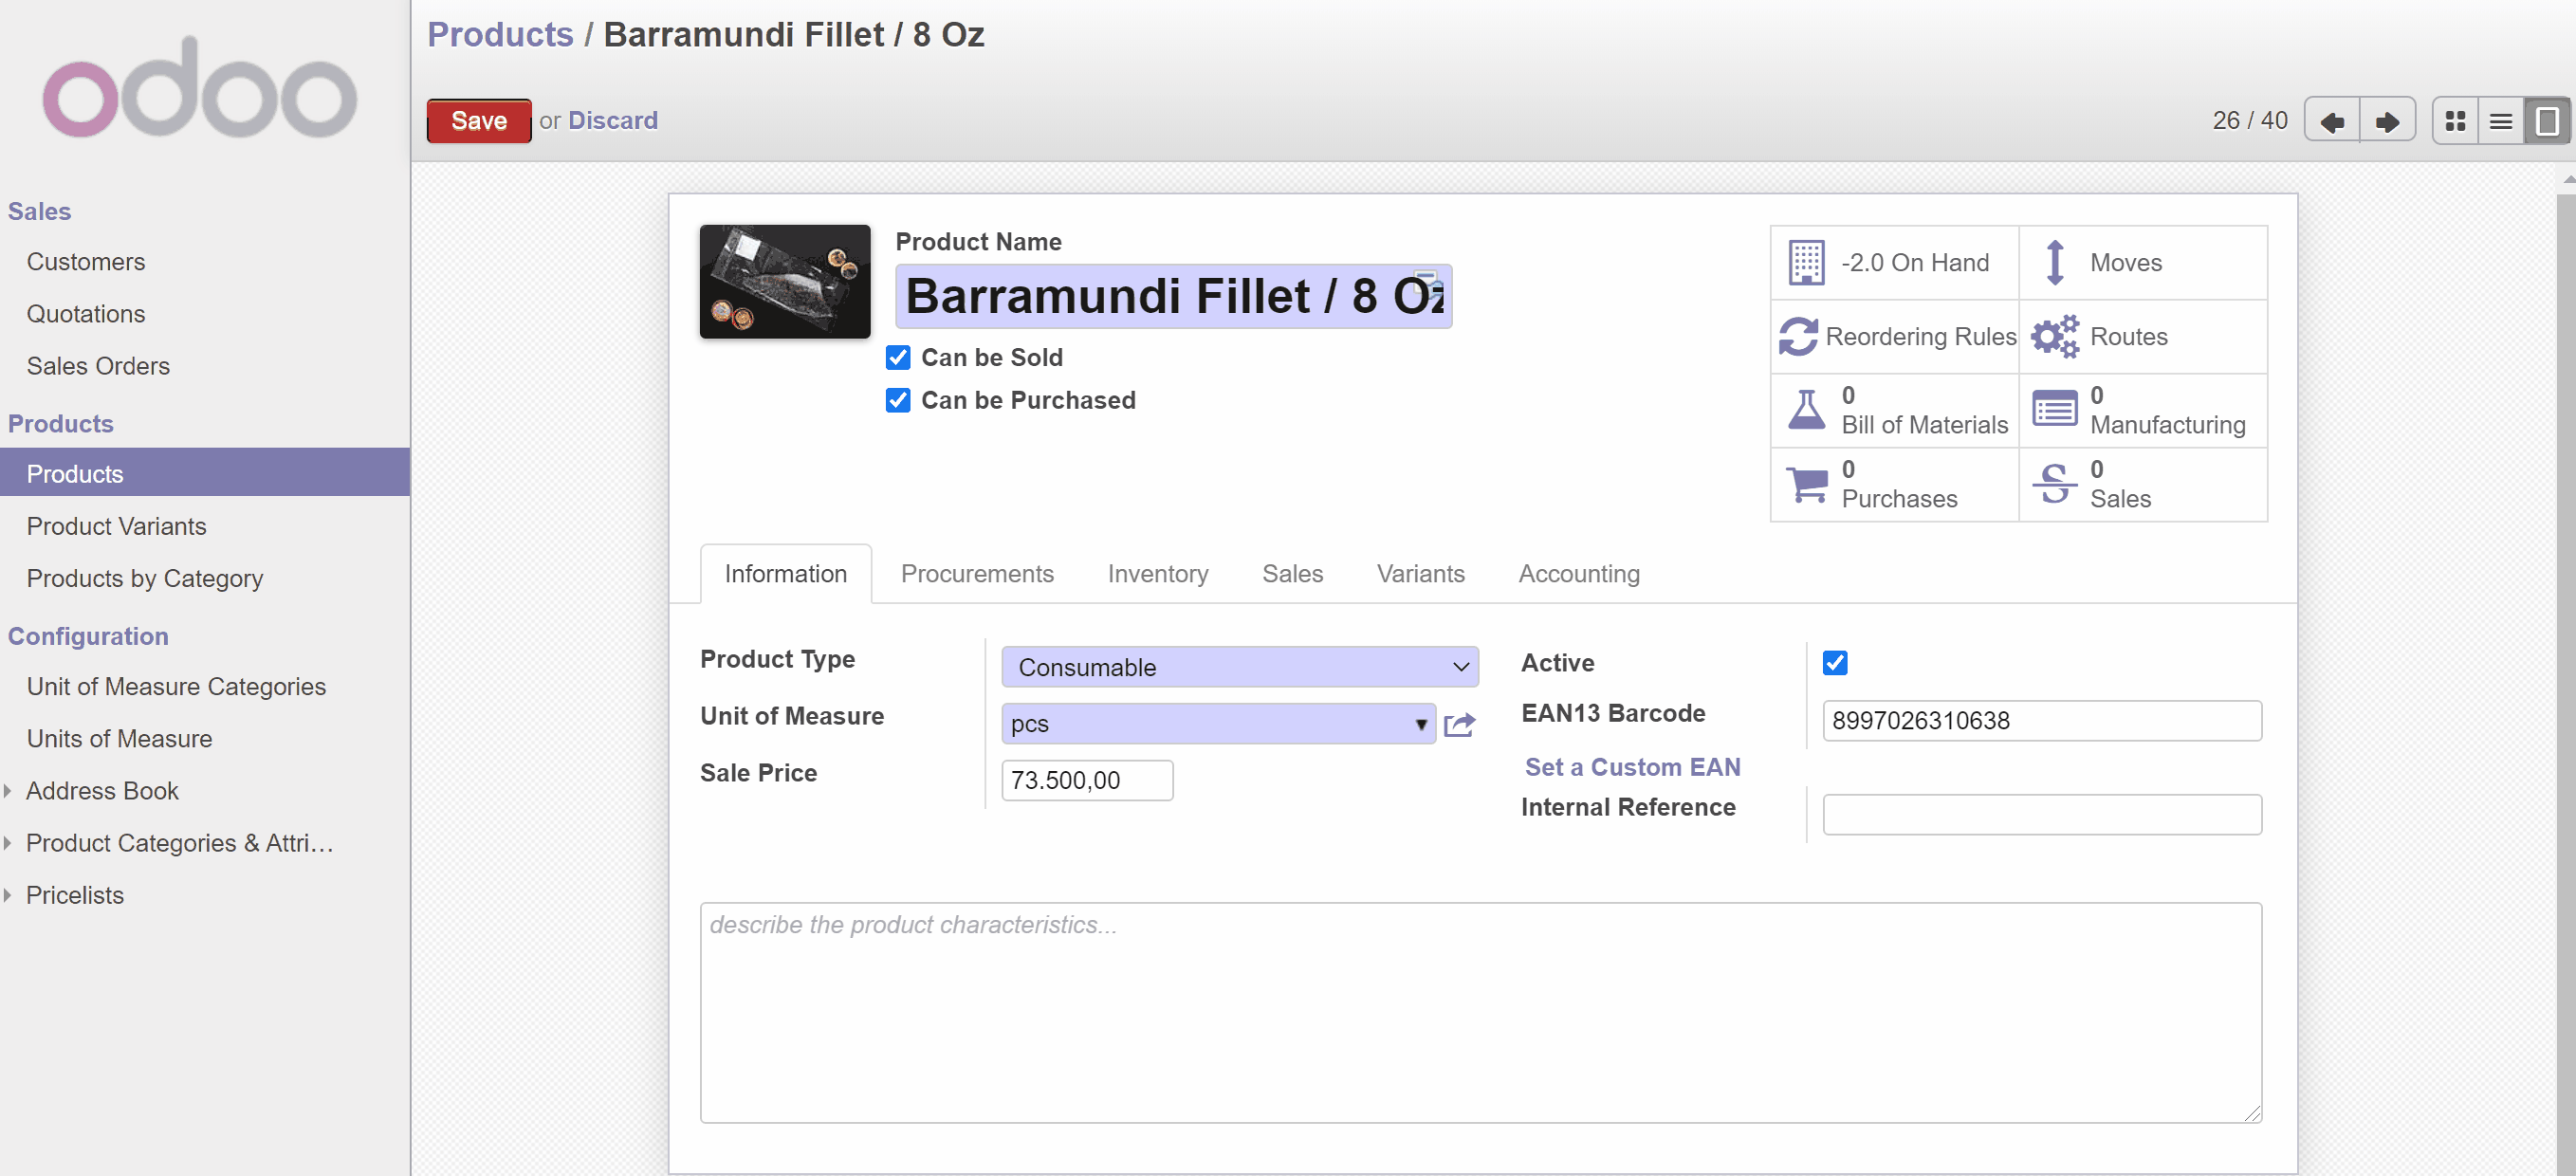 odoo
Products / Barramundi Fillet / 8 Oz
Save or Discard
26 / 40
Sales
Customers
Quotations
Sales Orders
Products
Products
Product Variants
Products by Category
Configuration
Unit of Measure Categories
Units of Measure
Address Book
Product Categories & Attri...
Pricelists
Product Name
Barramundi Fillet / 8 Oz
Can be Sold
Can be Purchased
-2.0 On Hand
Moves
Reordering Rules
Routes
0
Bill of Materials
0
Manufacturing
0
Purchases
0
Sales
Information
Procurements
Inventory
Sales
Variants
Accounting
Product Type
Consumable
Unit of Measure
pcs
Sale Price
73.500,00
Active
EAN13 Barcode
8997026310638
Set a Custom EAN
Internal Reference
describe the product characteristics...